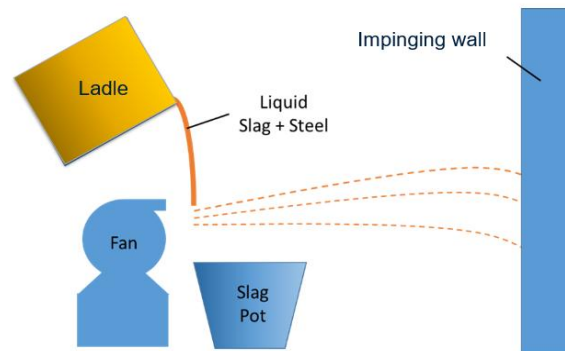 Impinging wall
Ladle
Liquid
Slag + Steel
Fan
Slag
Pot